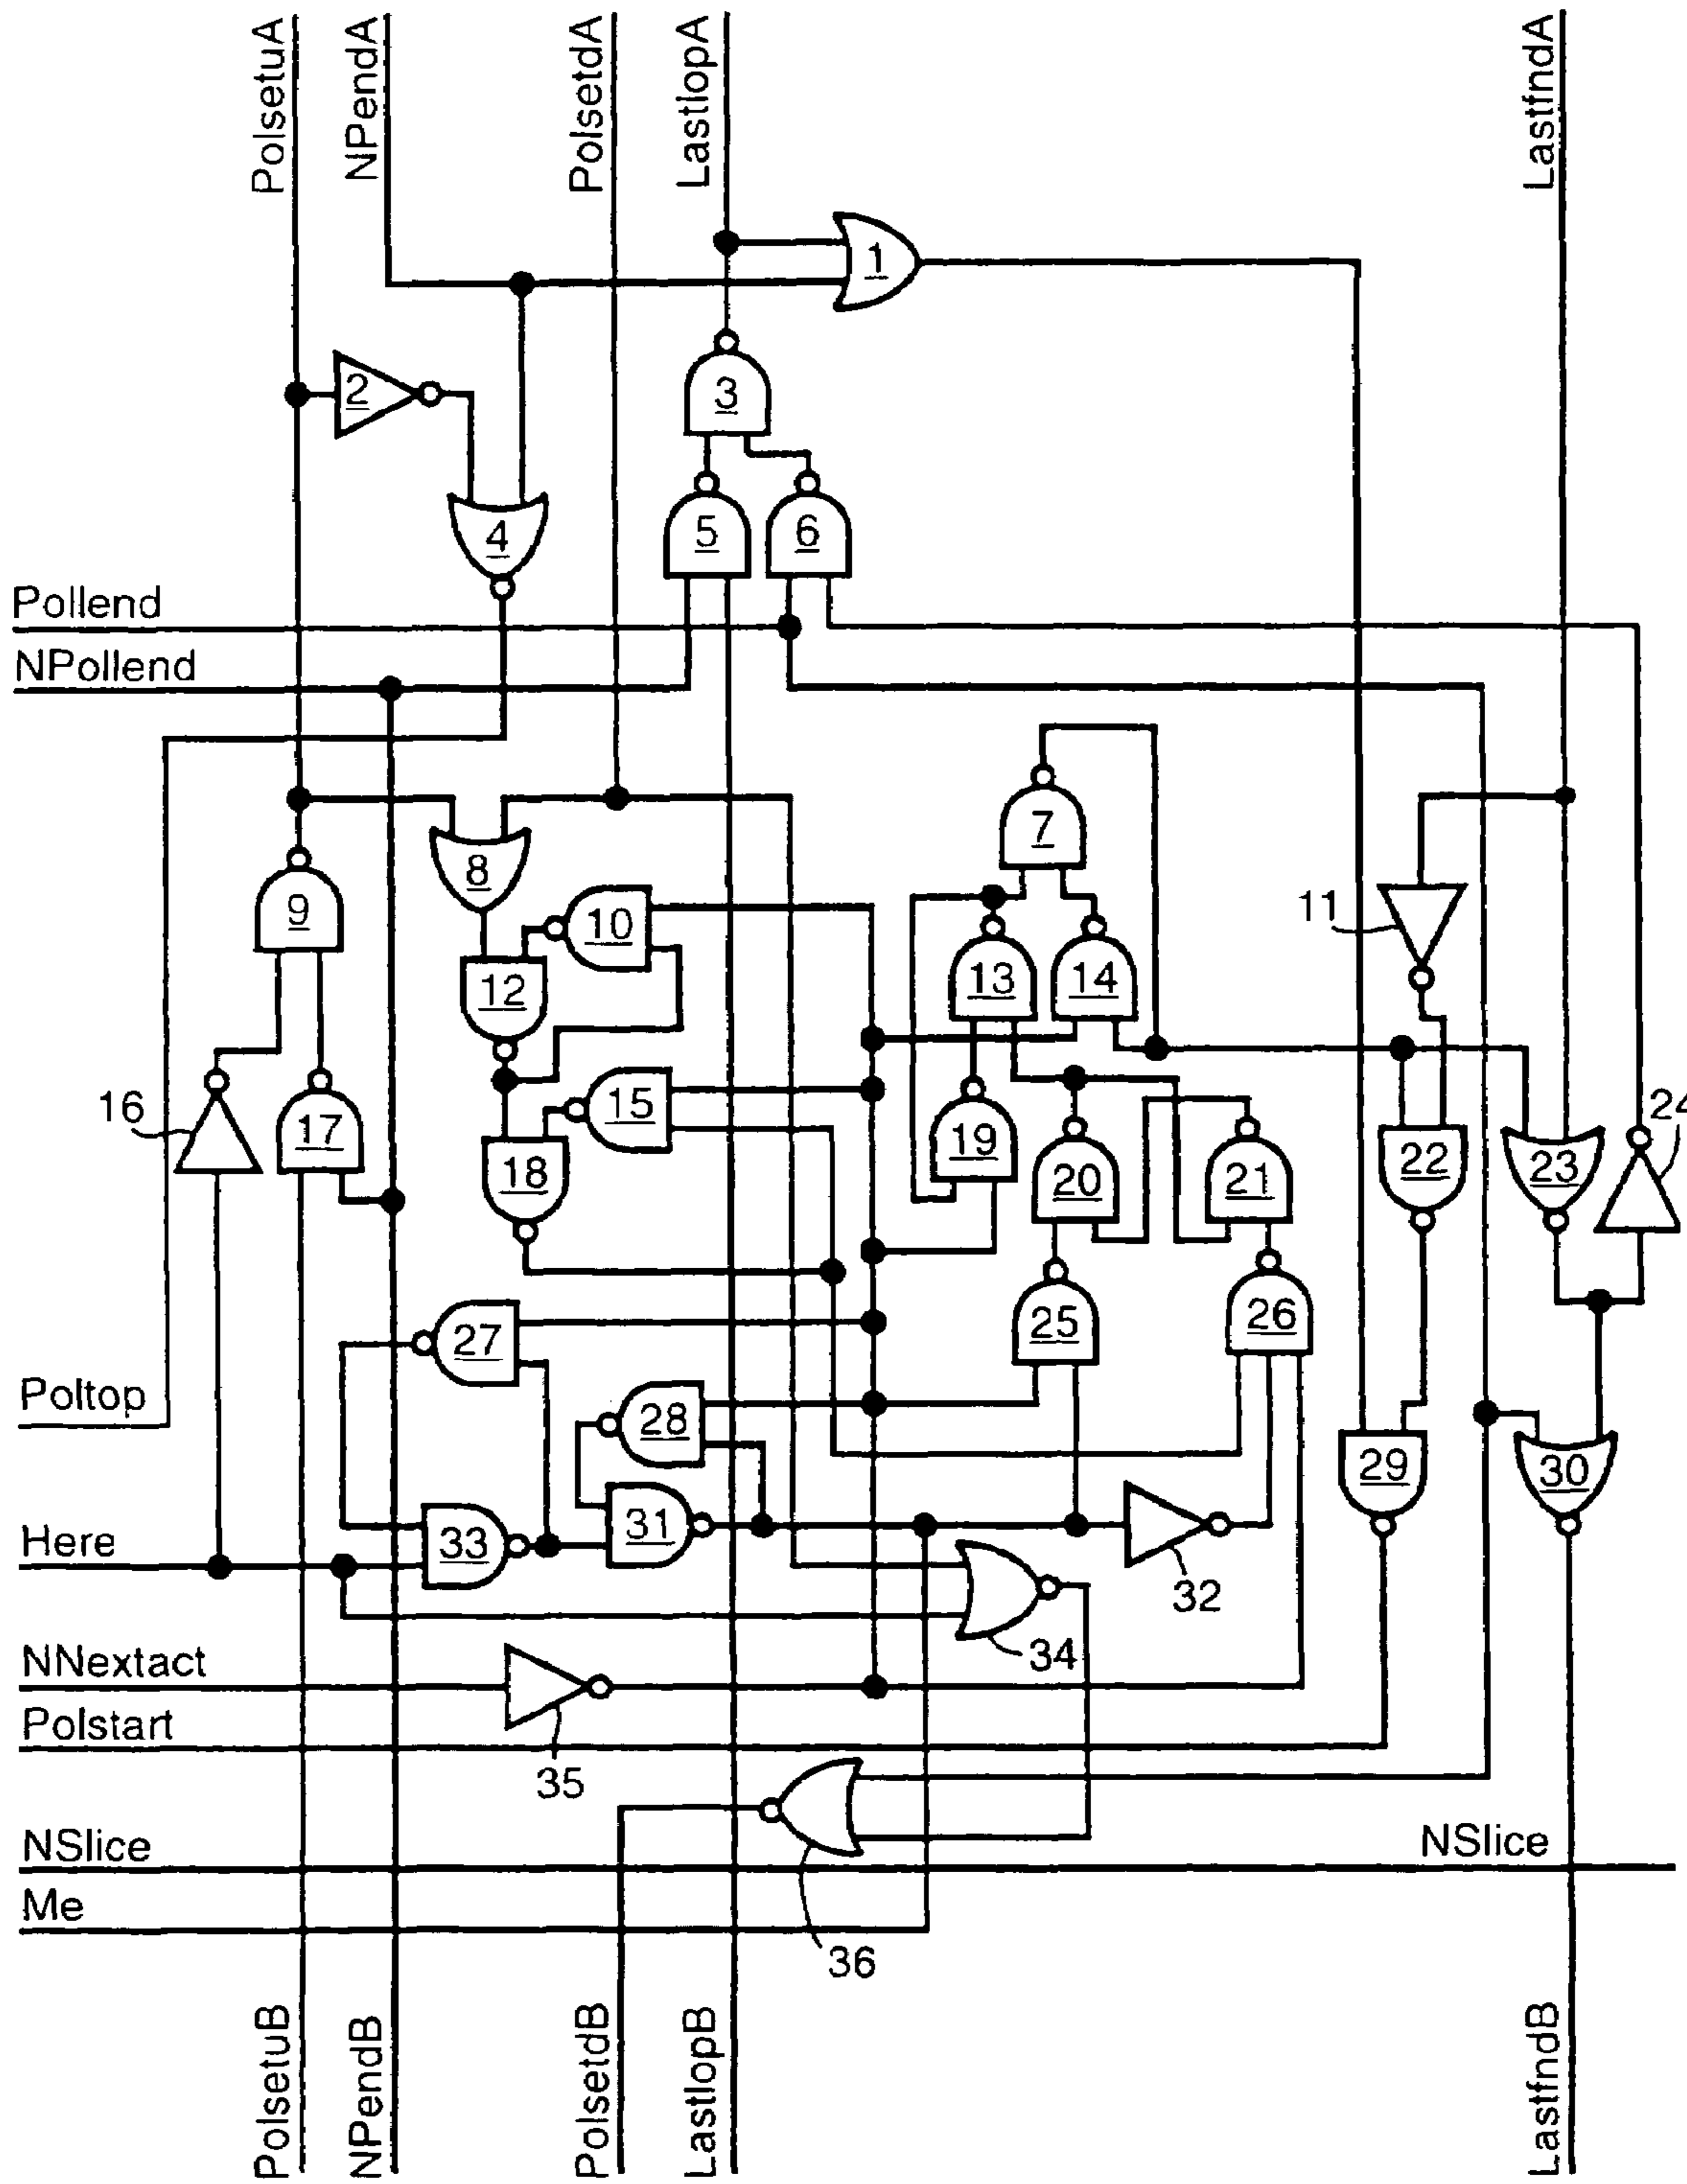 PolsetuA
NPendA
PolsetdA
LastlopA
LastfndA
1
2
3
4
5
6
Pollend
NPollend
7
8
9
10
11
12
13
14
15
16
17
18
19
20
21
22
23
24
25
26
27
28
Poltop
29
30
31
Here
33
32
34
NNextact
Polstart
35
NSlice
NSlice
Me
36
PolsetuB
NPendB
PolsetdB
LastlopB
LastfndB